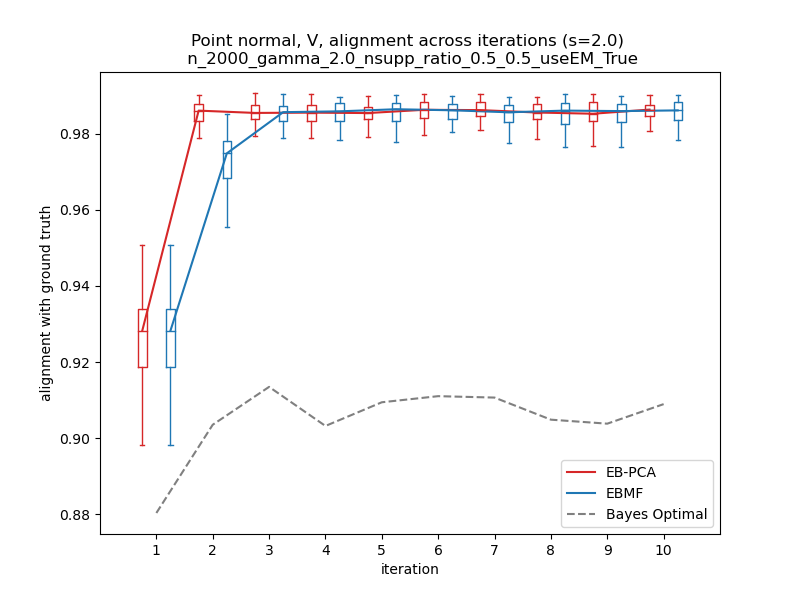 Point normal, V, alignment across iterations (s=2.0)
n_2000_gamma_2.0_nsupp_ratio_0.5_0.5_useEM_True
alignment with ground truth
0.98
0.96
0.94
0.92
0.90
0.88
EB-PCA
EBMF
Bayes Optimal
1 2 3 4 5 6 7 8 9 10
iteration